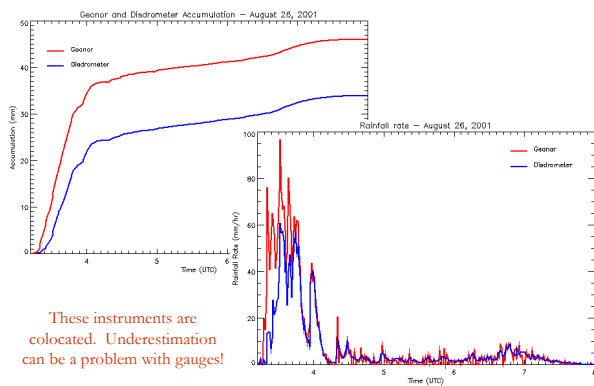 Geonor and Disdrometer Accumulation – August 26, 2001
50
40
30
20
10
0
Accumulation (mm)
Geonor
Disdrometer
4
5
6
Time (UTC)
Rainfall rate – August 26, 2001
100
80
60
40
20
0
Rainfall Rate (mm/hr)
Geonor
Disdrometer
4
5
6
7
8
Time (UTC)
These instruments are
colocated. Underestimation
can be a problem with gauges!